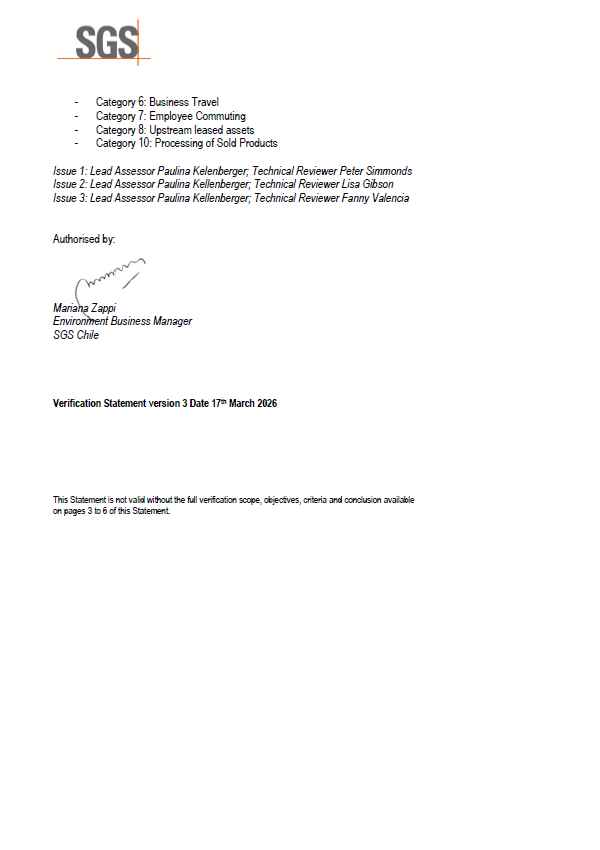 SGS
- Category 6: Business Travel
- Category 7: Employee Commuting
- Category 8: Upstream leased assets
- Category 10: Processing of Sold Products
Issue 1: Lead Assessor Paulina Kelenberger; Technical Reviewer Peter Simmonds
Issue 2: Lead Assessor Paulina Kellenberger; Technical Reviewer Lisa Gibson
Issue 3: Lead Assessor Paulina Kellenberger; Technical Reviewer Fanny Valencia
Authorised by:
Mariana Zappi
Environment Business Manager
SGS Chile
Verification Statement version 3 Date 17th March 2026
This Statement is not valid without the full verification scope, objectives, criteria and conclusion available
on pages 3 to 6 of this Statement.